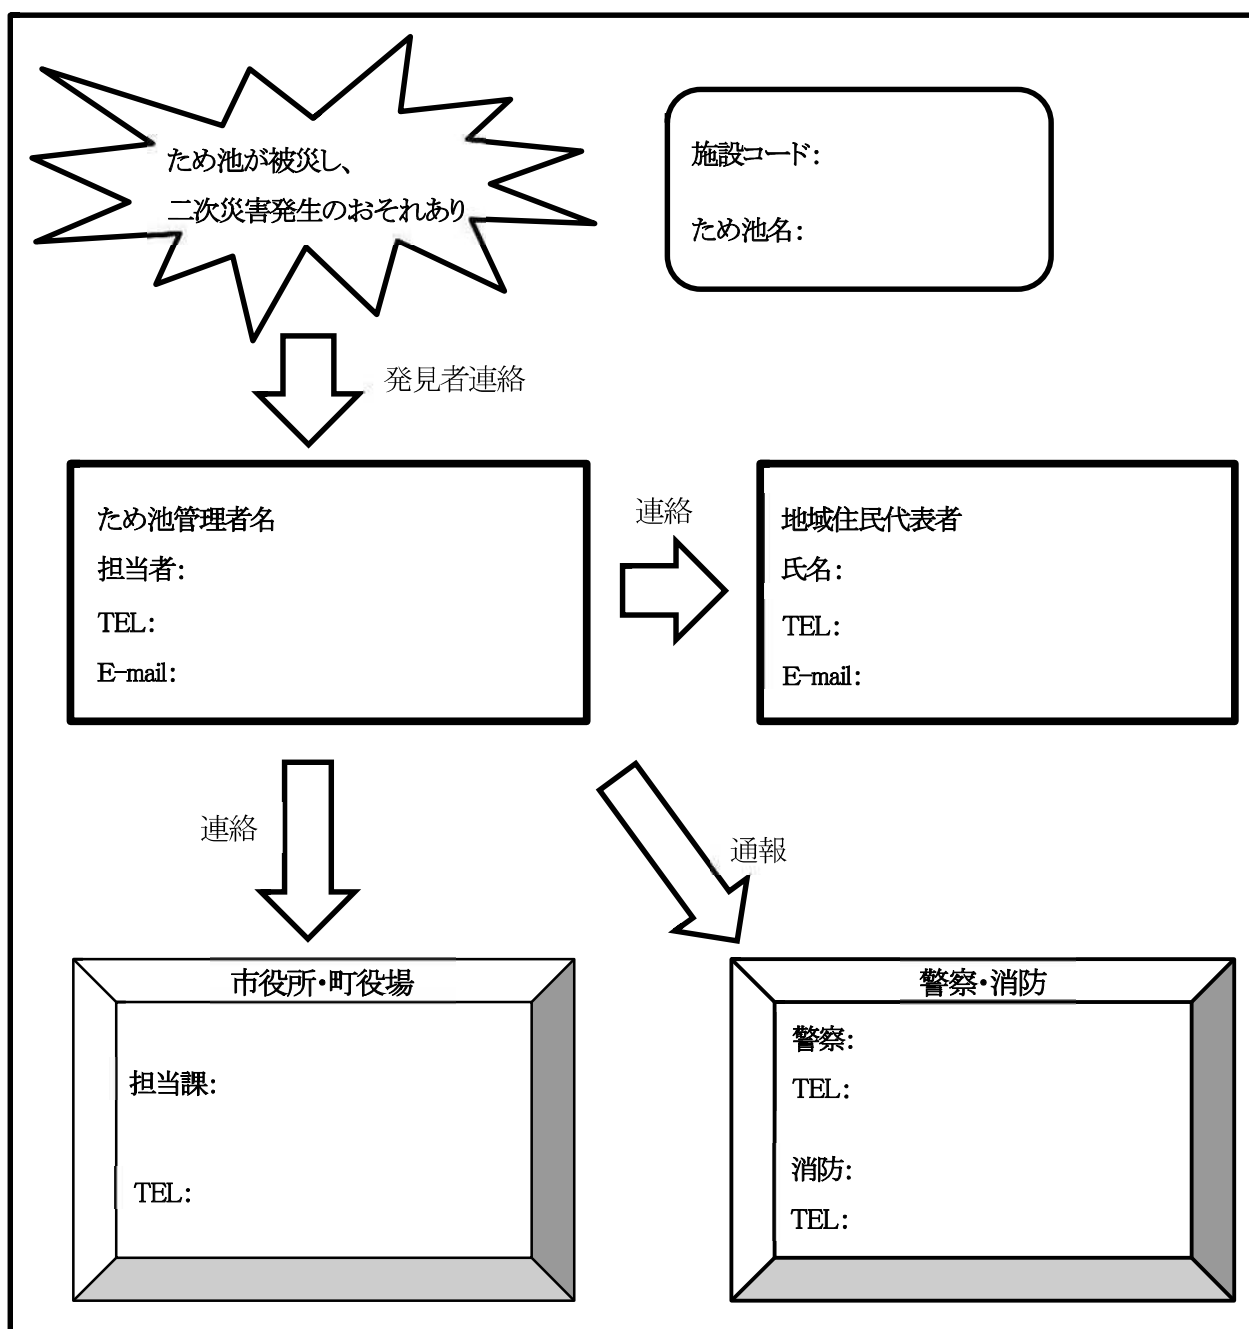 ため池が被災し、
二次災害発生のおそれあり
施設コード：
ため池名：
発見者連絡
ため池管理者名
担当者：
TEL：
E-mail：
連絡
地域住民代表者
氏名：
TEL：
E-mail：
連絡
通報
市役所・町役場
担当課：
TEL：
警察・消防
警察：
TEL：
消防：
TEL：